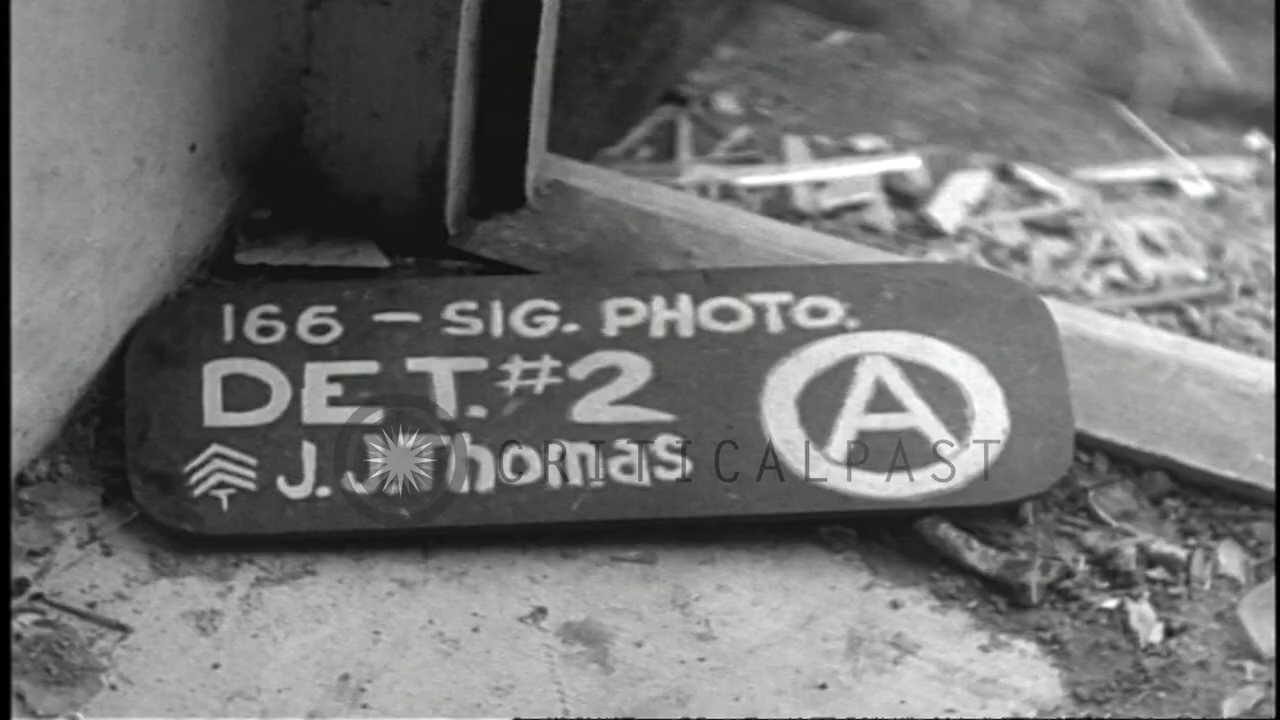 166 - SIG. PHOTO.
DET. #2
T J. J. Thomas
A
CRITICALPAST